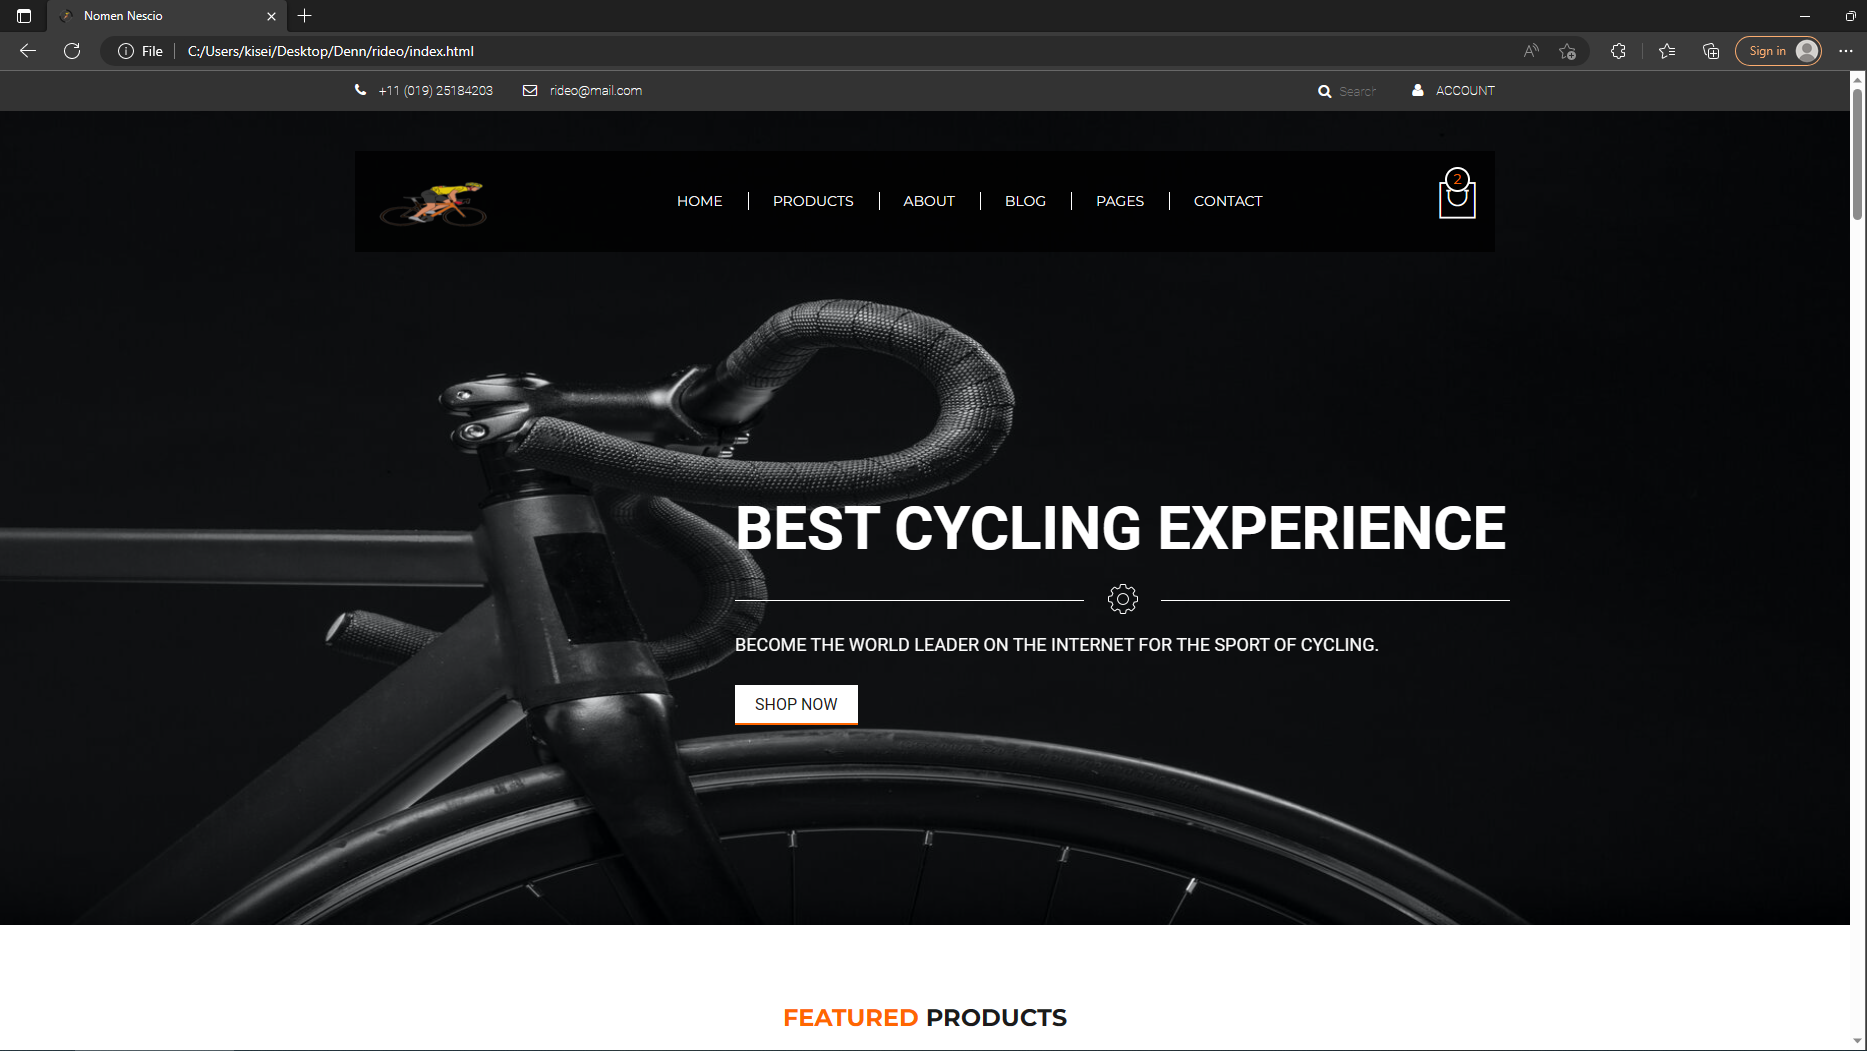 Nomen Nescio
File C:/Users/kisei/Desktop/Denn/rideo/index.html Sign in
+11 (019) 25184203 rideo@mail.com Search ACCOUNT
2
HOME PRODUCTS ABOUT BLOG PAGES CONTACT
BEST CYCLING EXPERIENCE
BECOME THE WORLD LEADER ON THE INTERNET FOR THE SPORT OF CYCLING.
SHOP NOW
FEATURED PRODUCTS